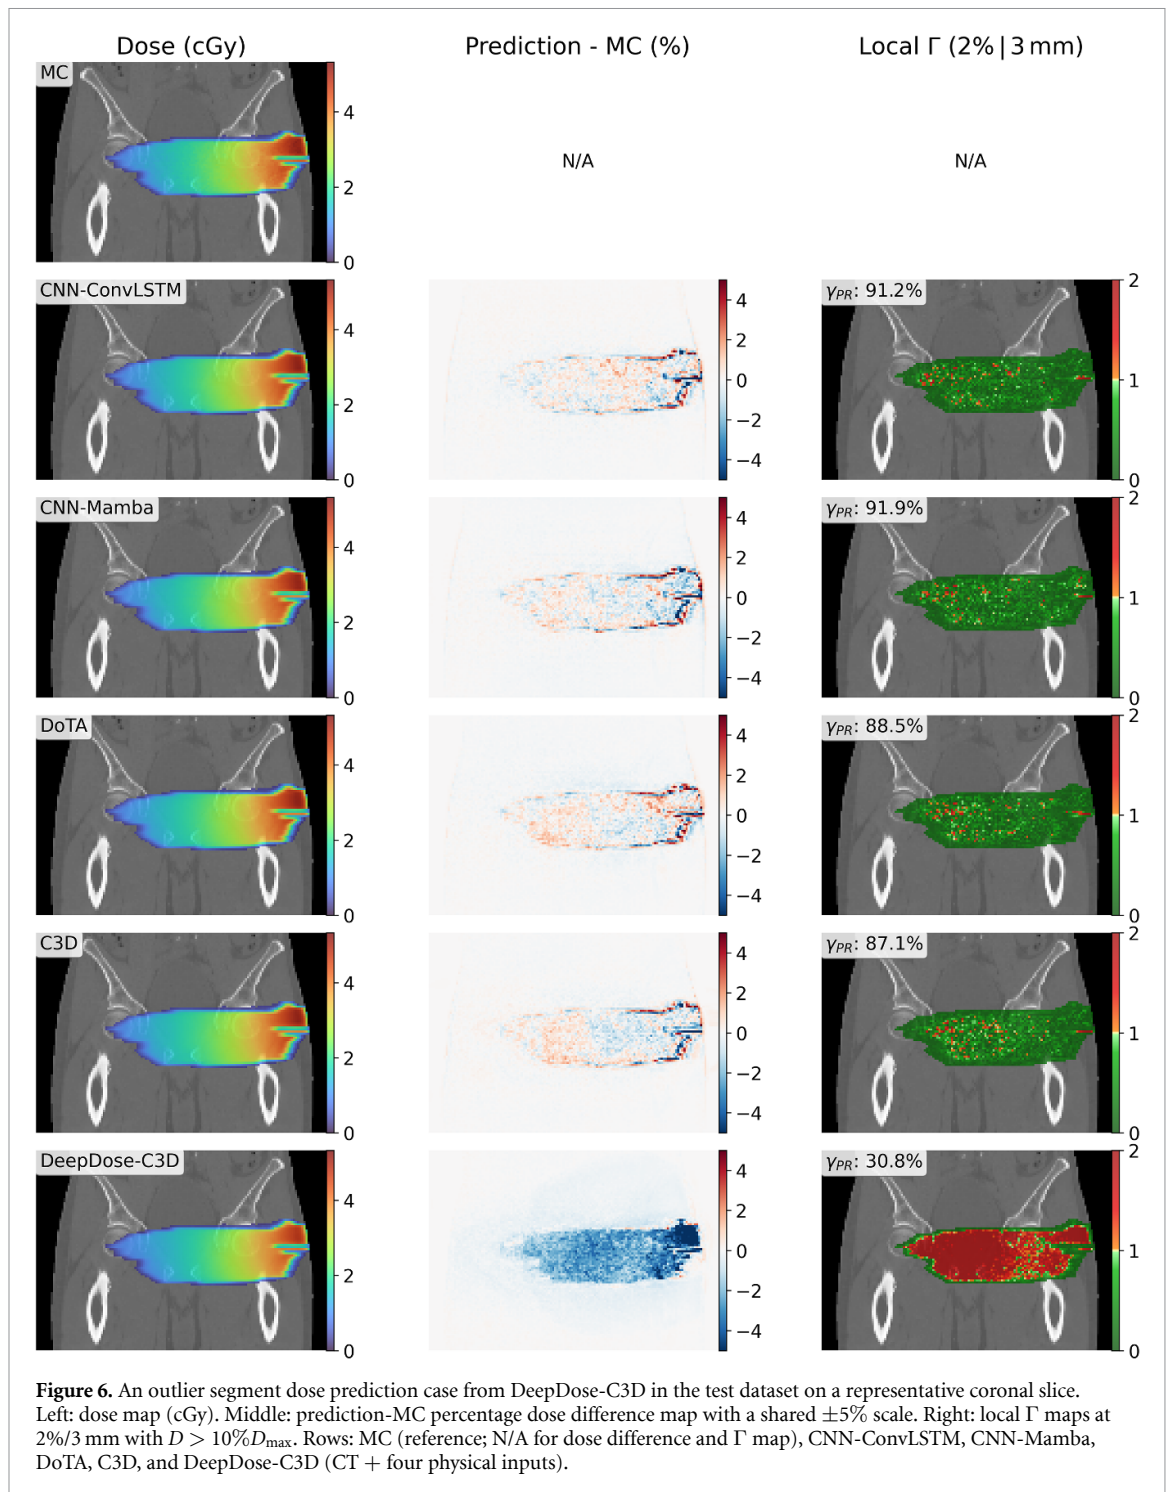 Dose (cGy)
Prediction - MC (%)
Local Γ (2% | 3 mm)
MC
4
2
0
N/A
N/A
CNN-ConvLSTM
4
2
0
4
2
0
−2
−4
γPR: 91.2%
2
1
0
CNN-Mamba
4
2
0
4
2
0
−2
−4
γPR: 91.9%
2
1
0
DoTA
4
2
0
4
2
0
−2
−4
γPR: 88.5%
2
1
0
C3D
4
2
0
4
2
0
−2
−4
γPR: 87.1%
2
1
0
DeepDose-C3D
4
2
0
4
2
0
−2
−4
γPR: 30.8%
2
1
0
Figure 6. An outlier segment dose prediction case from DeepDose-C3D in the test dataset on a representative coronal slice.
Left: dose map (cGy). Middle: prediction-MC percentage dose difference map with a shared ±5% scale. Right: local Γ maps at
2%/3 mm with D > 10%Dmax. Rows: MC (reference; N/A for dose difference and Γ map), CNN-ConvLSTM, CNN-Mamba,
DoTA, C3D, and DeepDose-C3D (CT + four physical inputs).